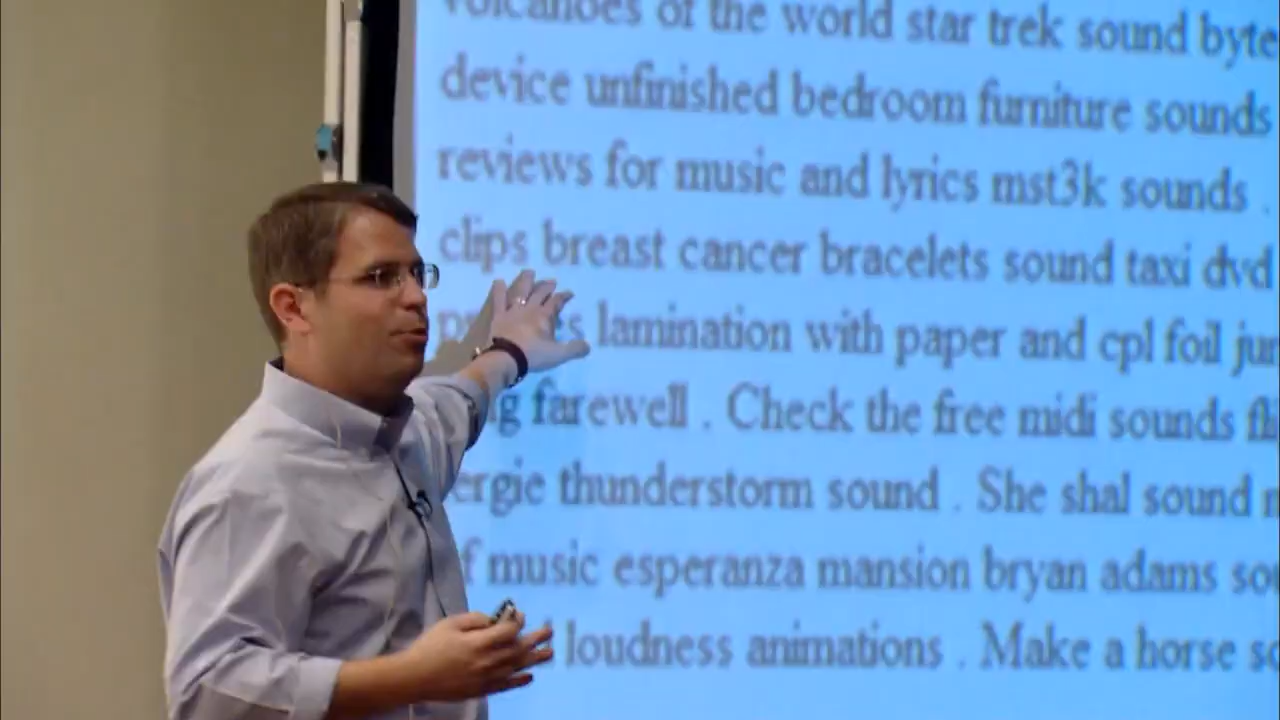 volcanoes of the world star trek sound byte
device unfinished bedroom furniture sounds
reviews for music and lyrics mst3k sounds .
clips breast cancer bracelets sound taxi dvd
lamination with paper and cpl foil
farewell . Check the free midi sounds
thunderstorm sound . She shal sound
music esperanza mansion bryan adams
loudness animations . Make a horse